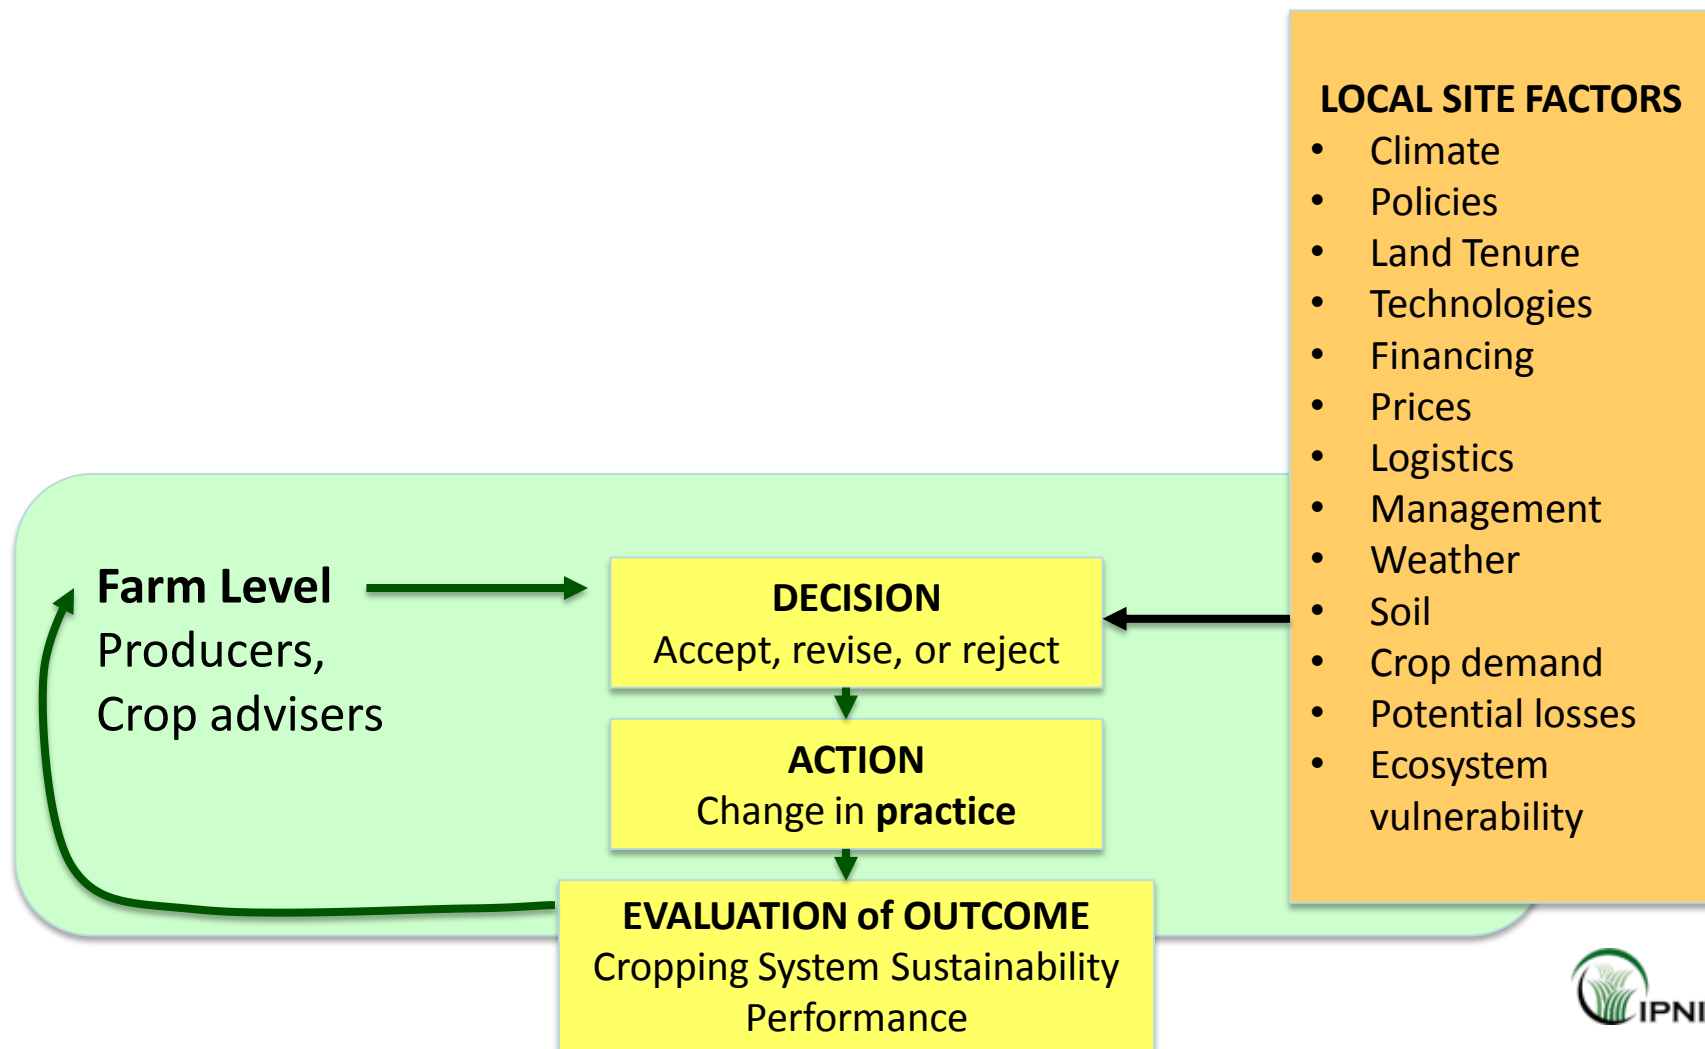 LOCAL SITE FACTORS
• Climate
• Policies
• Land Tenure
• Technologies
• Financing
• Prices
• Logistics
• Management
• Weather
• Soil
• Crop demand
• Potential losses
• Ecosystem
vulnerability
Farm Level
Producers,
Crop advisers
DECISION
Accept, revise, or reject
ACTION
Change in practice
EVALUATION of OUTCOME
Cropping System Sustainability
Performance
IPNI